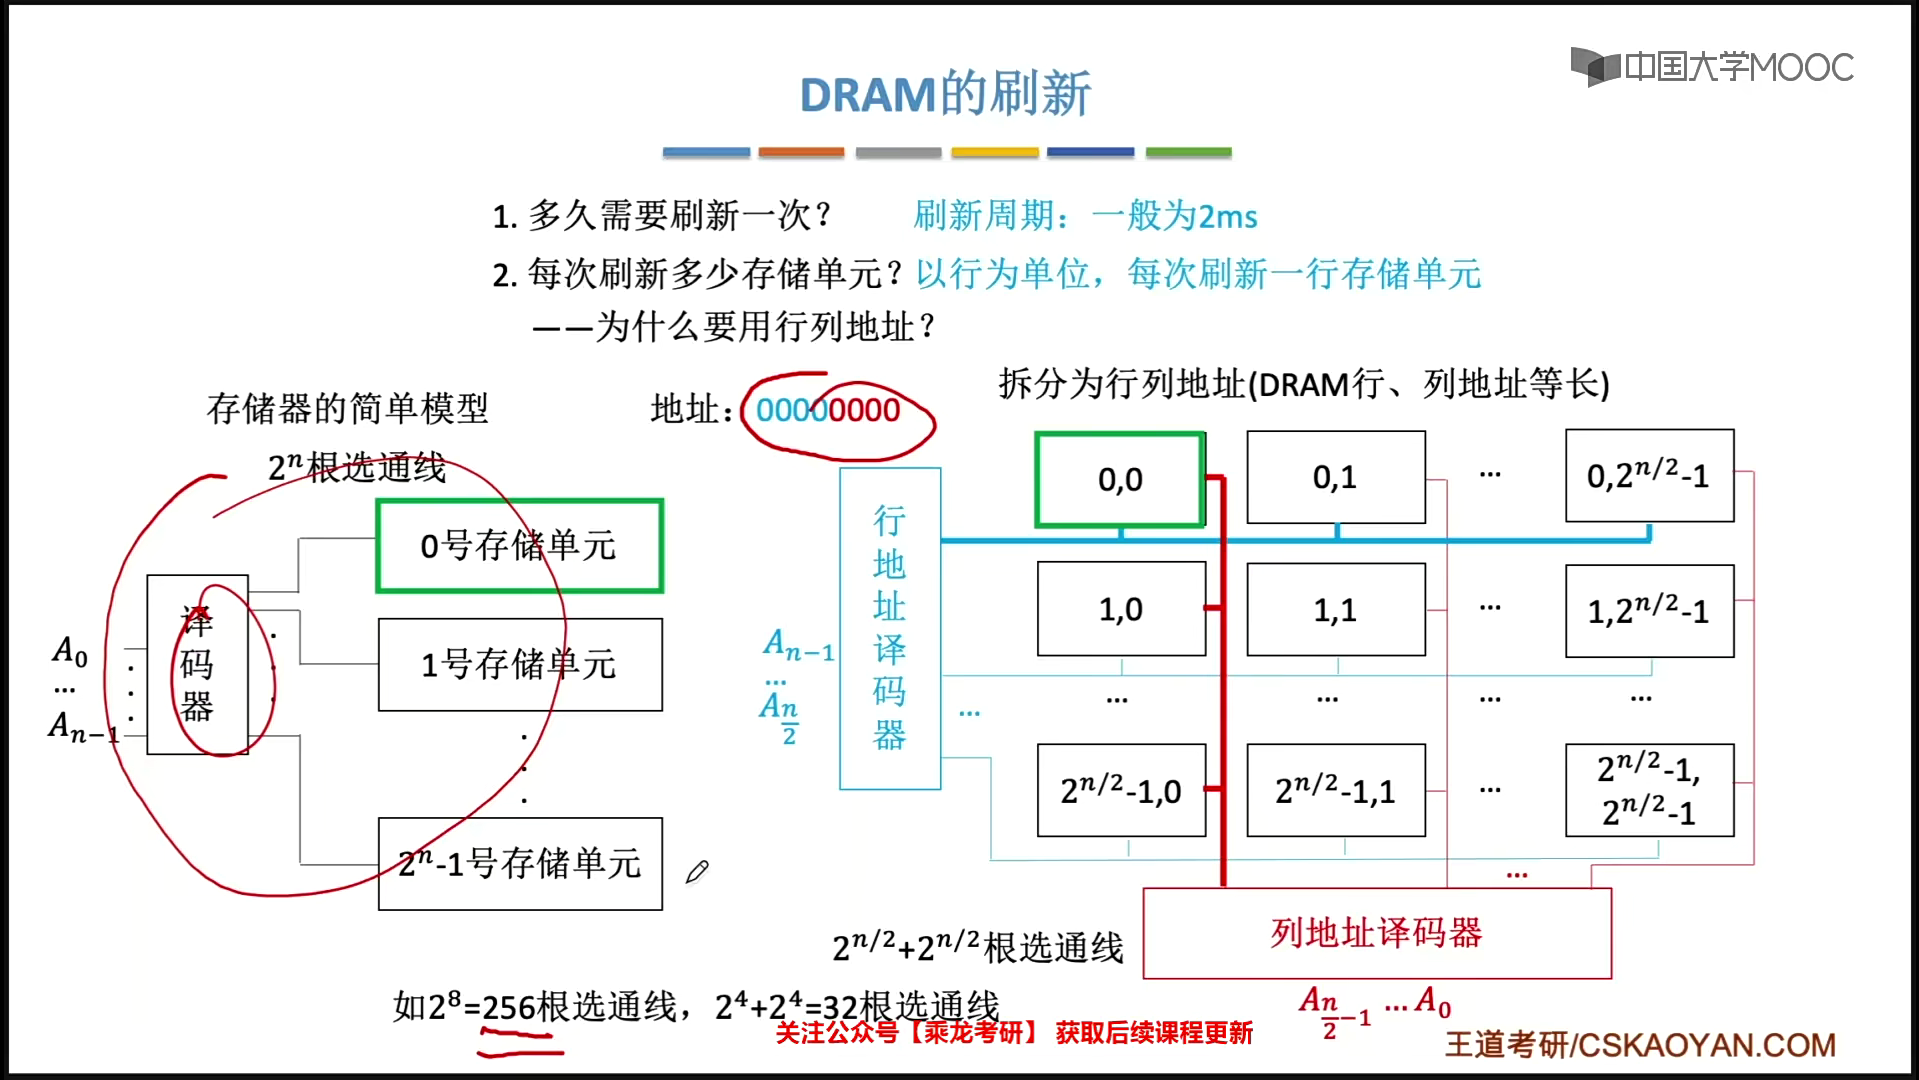 中国大学MOOC
DRAM的刷新
1. 多久需要刷新一次? 刷新周期：一般为2ms
2. 每次刷新多少存储单元? 以行为单位，每次刷新一行存储单元
——为什么要用行列地址?
存储器的简单模型
2ⁿ根选通线
0号存储单元
1号存储单元
.
.
.
2ⁿ-1号存储单元
译码器
A₀
...
Aₙ₋₁
地址：00000000
拆分为行列地址(DRAM行、列地址等长)
行地址译码器
Aₙ₋₁
...
A_{n/2}
0,0 0,1 ... 0,2^{n/2}-1
1,0 1,1 ... 1,2^{n/2}-1
... ... ... ... ...
2^{n/2}-1,0 2^{n/2}-1,1 ... 2^{n/2}-1,
2^{n/2}-1
...
列地址译码器
A_{n/2-1} ... A₀
2^{n/2}+2^{n/2}根选通线
如2⁸=256根选通线，2⁴+2⁴=32根选通线
关注公众号【乘龙考研】 获取后续课程更新
王道考研/CSKAOYAN.COM